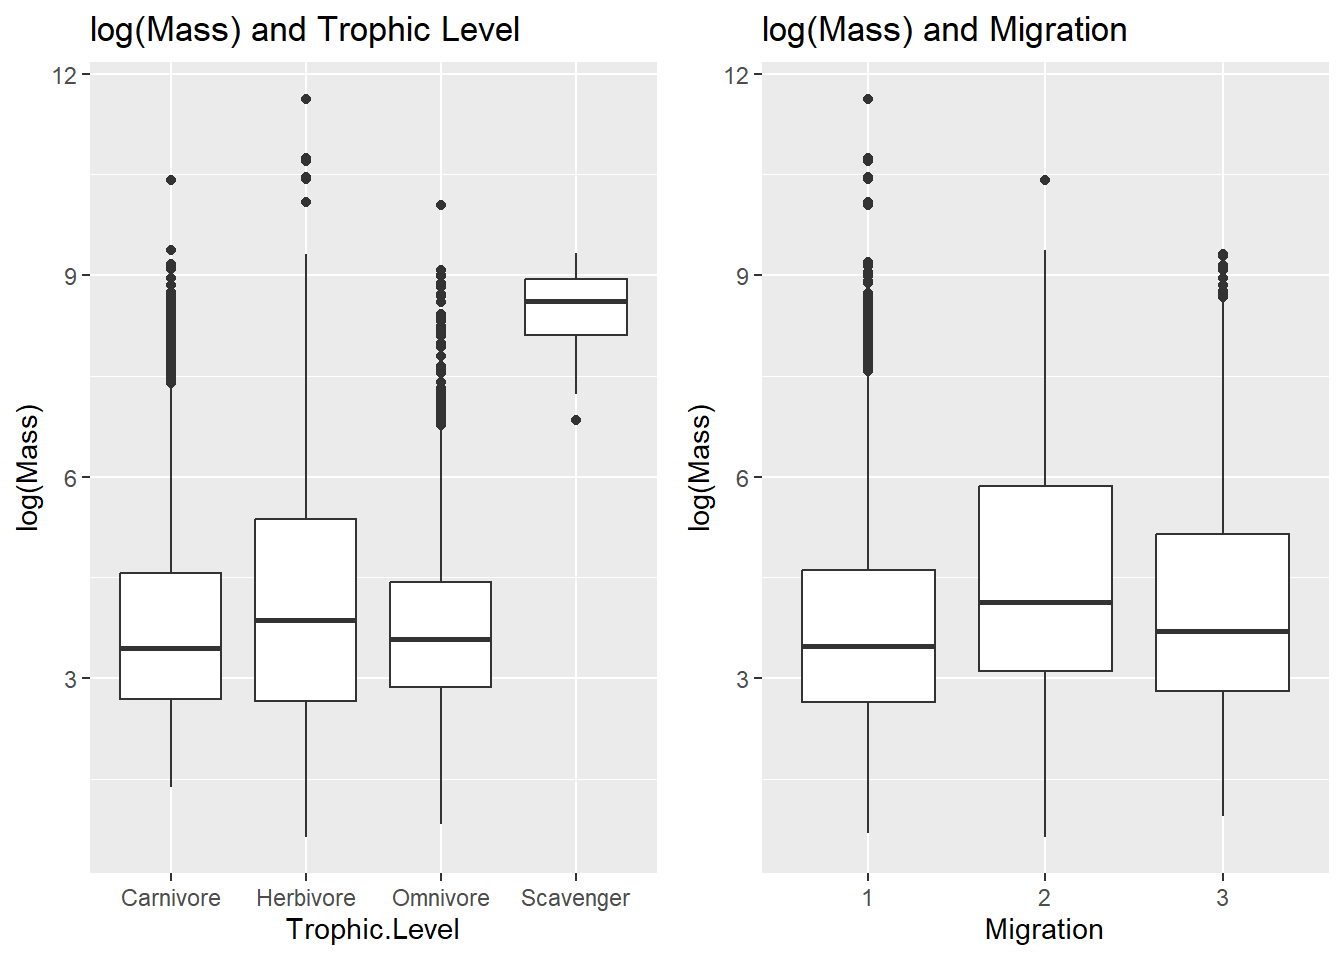 log(Mass) and Trophic Level
12
9
6
3
log(Mass)
Carnivore Herbivore Omnivore Scavenger
Trophic.Level
log(Mass) and Migration
12
9
6
3
log(Mass)
1 2 3
Migration